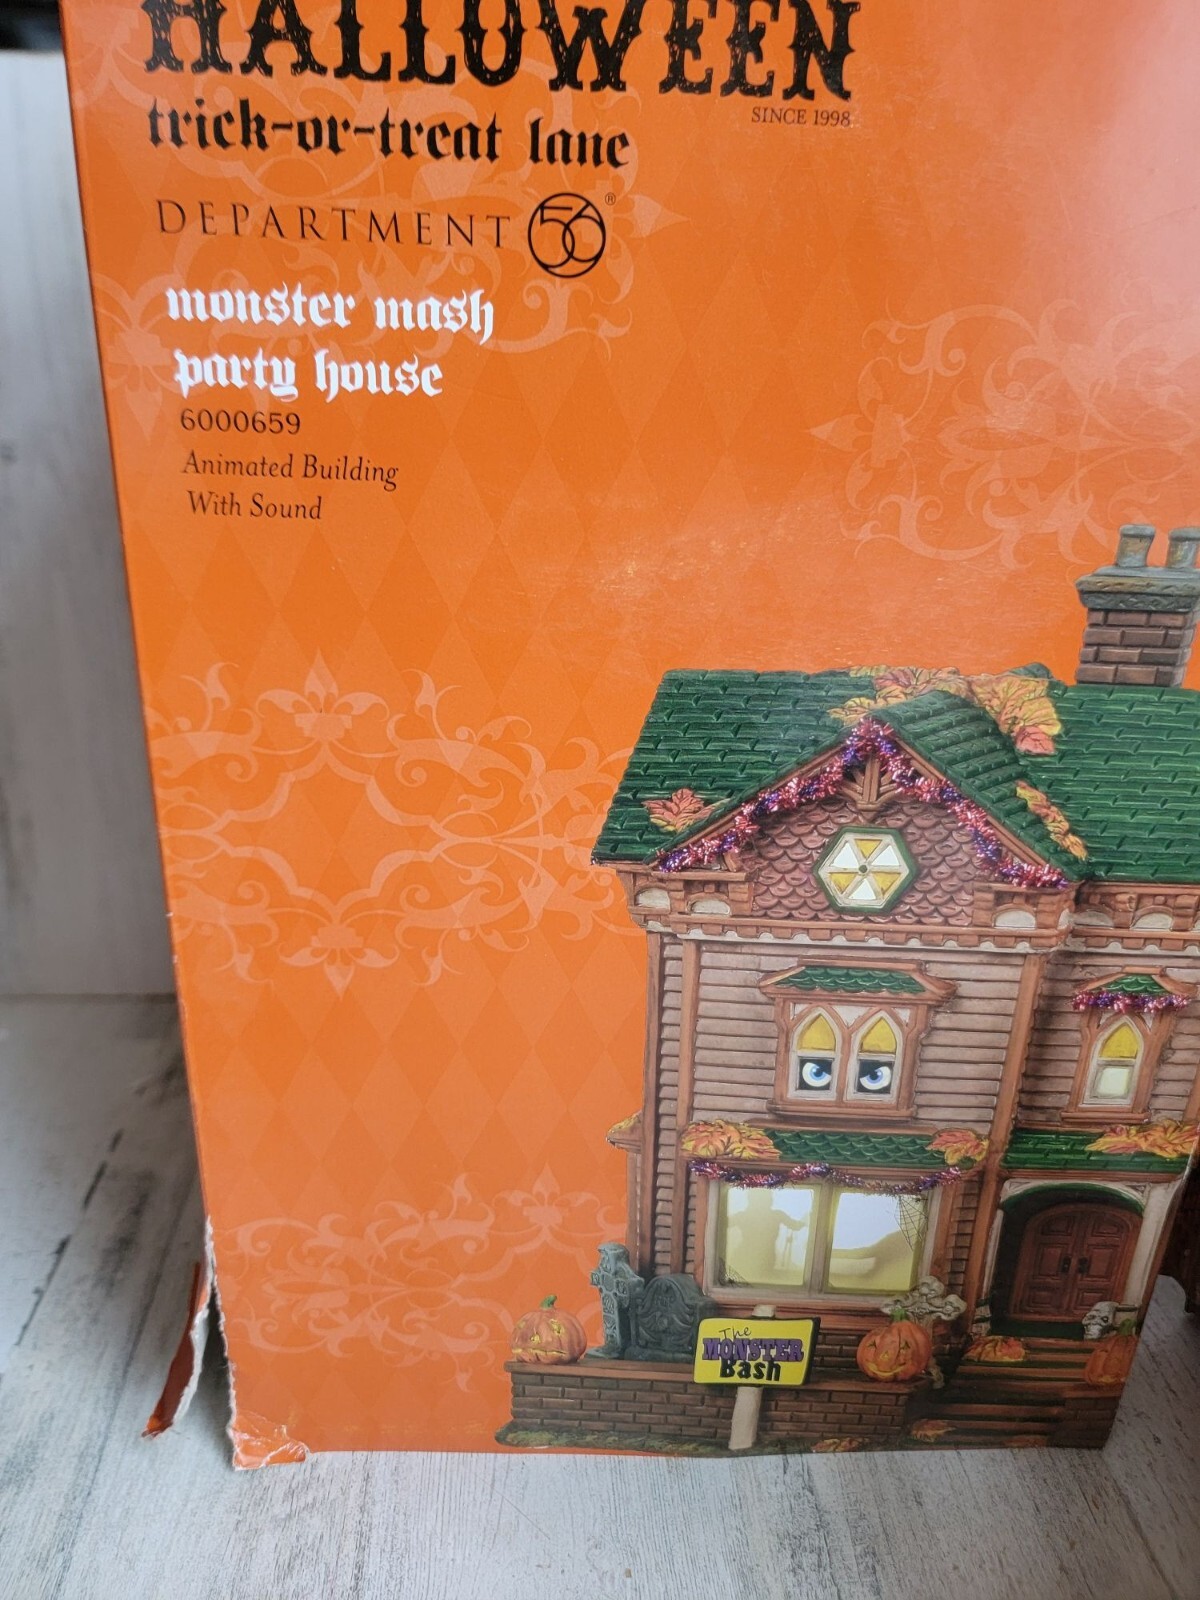 HALLOWEEN
SINCE 1998
trick-or-treat lane
DEPARTMENT 56®
monster mash
party house
6000659
Animated Building
With Sound
The
MONSTER
Bash